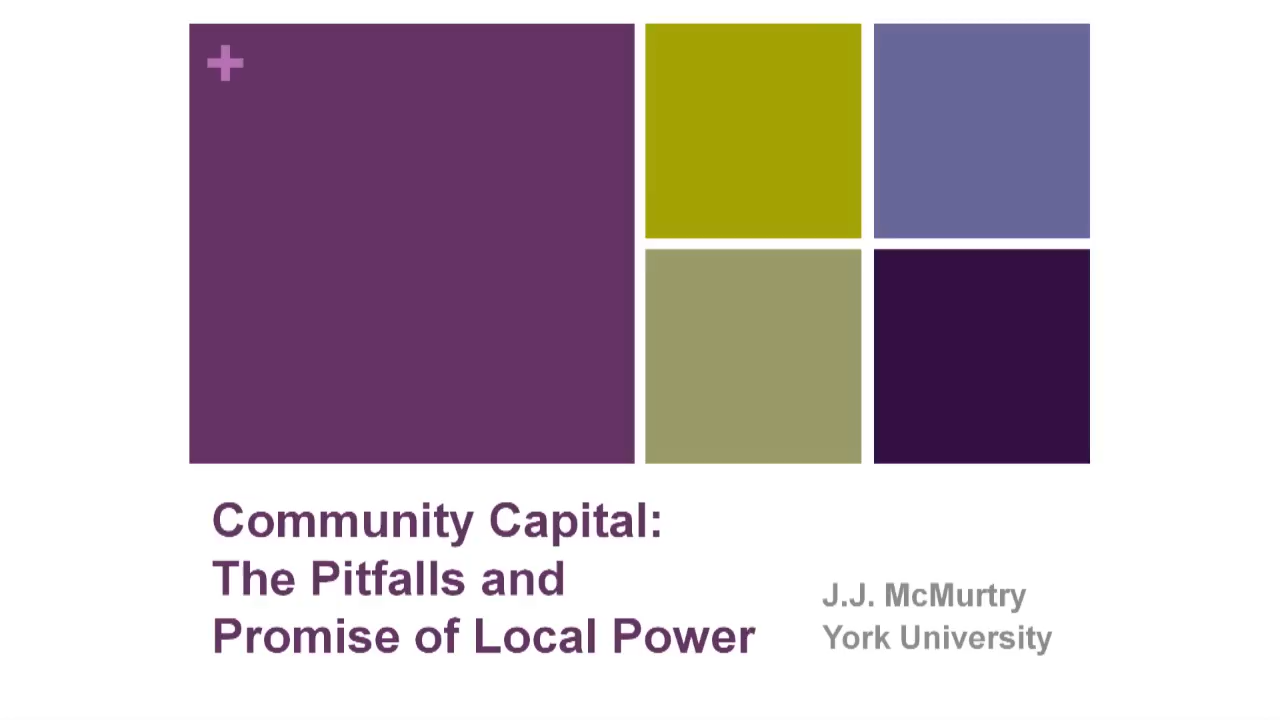 +
Community Capital:
The Pitfalls and
Promise of Local Power
J.J. McMurtry
York University